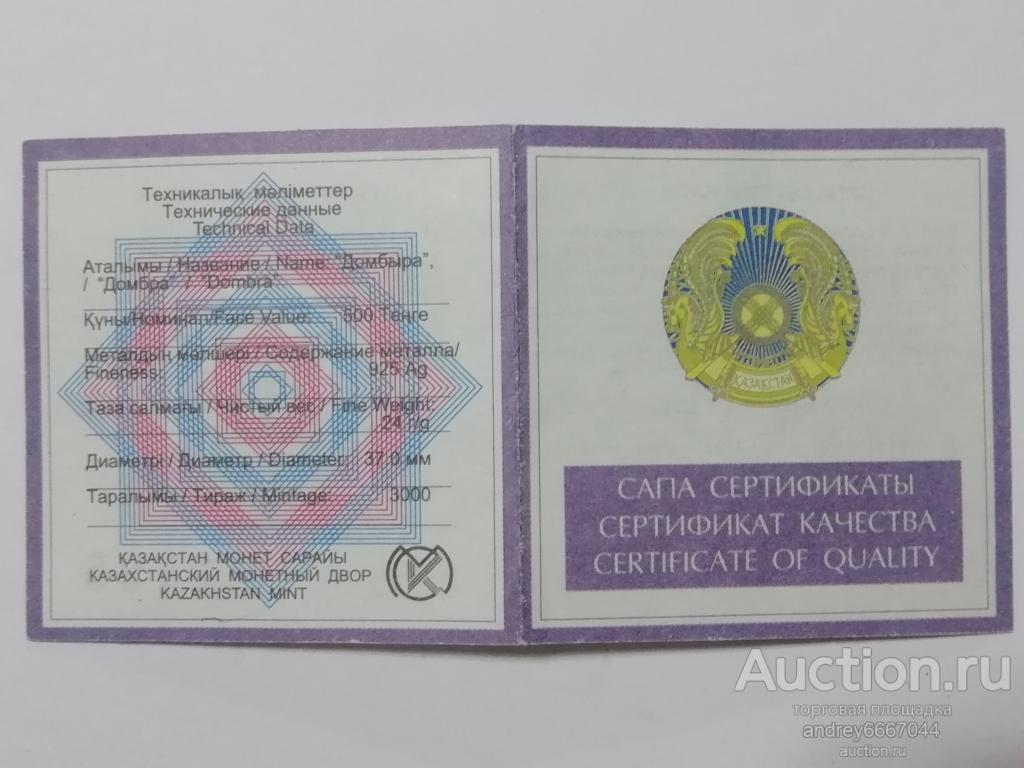 Техникалық мәліметтер
Технические данные
Technical Data
Аталымы / Название / Name: "Домбыра",
/ "Домбра" / "Dombra"
Құны/Номинал/Face Value: 500 Теңге
Металдың мөлшері / Содержание металла/
Fineness: 925 Ag
Таза салмағы / Чистый вес / Fine Weight:
24 г/g
Диаметрі / Диаметр / Diameter: 37.0 мм
Таралымы / Тираж / Mintage: 3000
ҚАЗАҚСТАН МОНЕТ САРАЙЫ
КАЗАХСТАНСКИЙ МОНЕТНЫЙ ДВОР
KAZAKHSTAN MINT
ҚАЗАҚСТАН
САПА СЕРТИФИКАТЫ
СЕРТИФИКАТ КАЧЕСТВА
CERTIFICATE OF QUALITY
Auction.ru
торговая площадка
andrey6667044
auction.ru